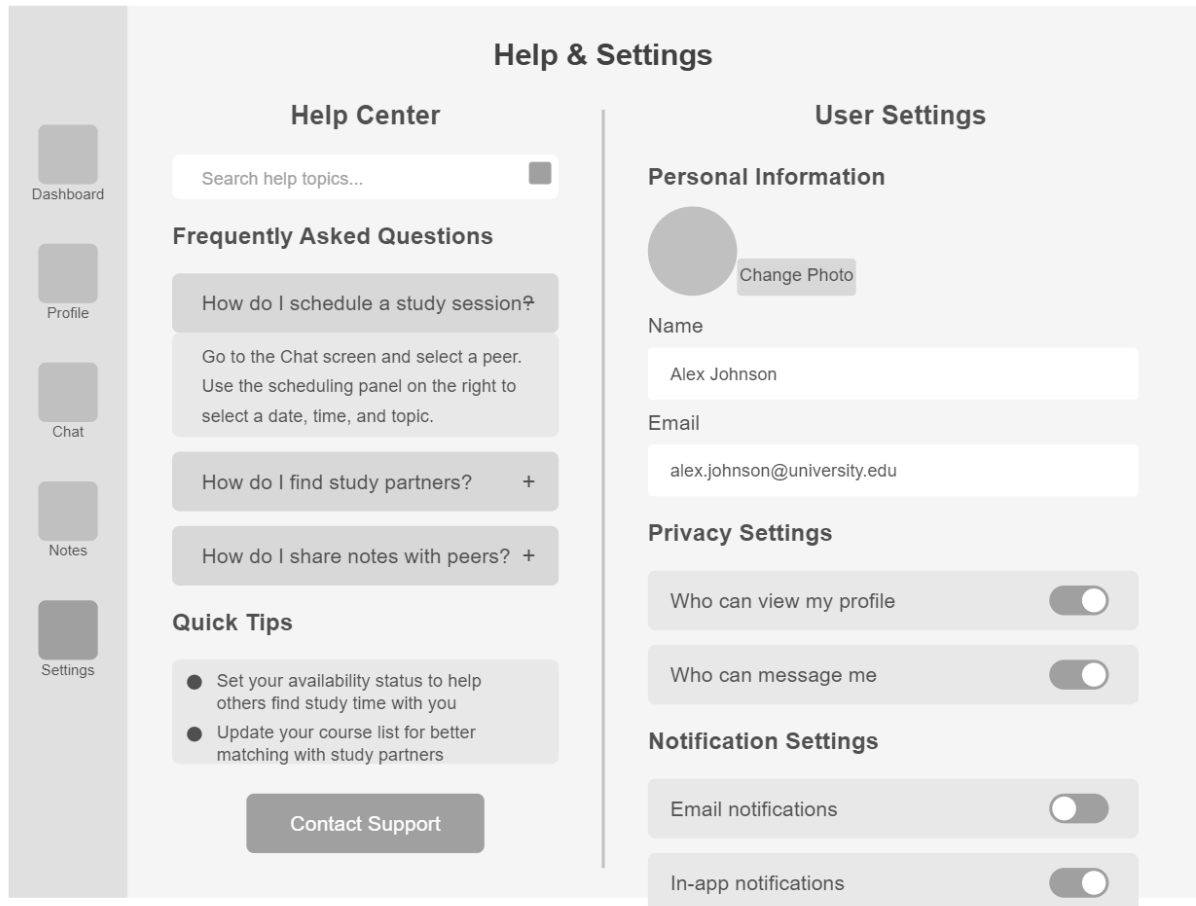 Help & Settings
Dashboard
Profile
Chat
Notes
Settings
Help Center
Search help topics...
Frequently Asked Questions
How do I schedule a study session?
−
Go to the Chat screen and select a peer.
Use the scheduling panel on the right to
select a date, time, and topic.
How do I find study partners? +
How do I share notes with peers? +
Quick Tips
Set your availability status to help
others find study time with you
Update your course list for better
matching with study partners
Contact Support
User Settings
Personal Information
Change Photo
Name
Alex Johnson
Email
alex.johnson@university.edu
Privacy Settings
Who can view my profile
Who can message me
Notification Settings
Email notifications
In-app notifications